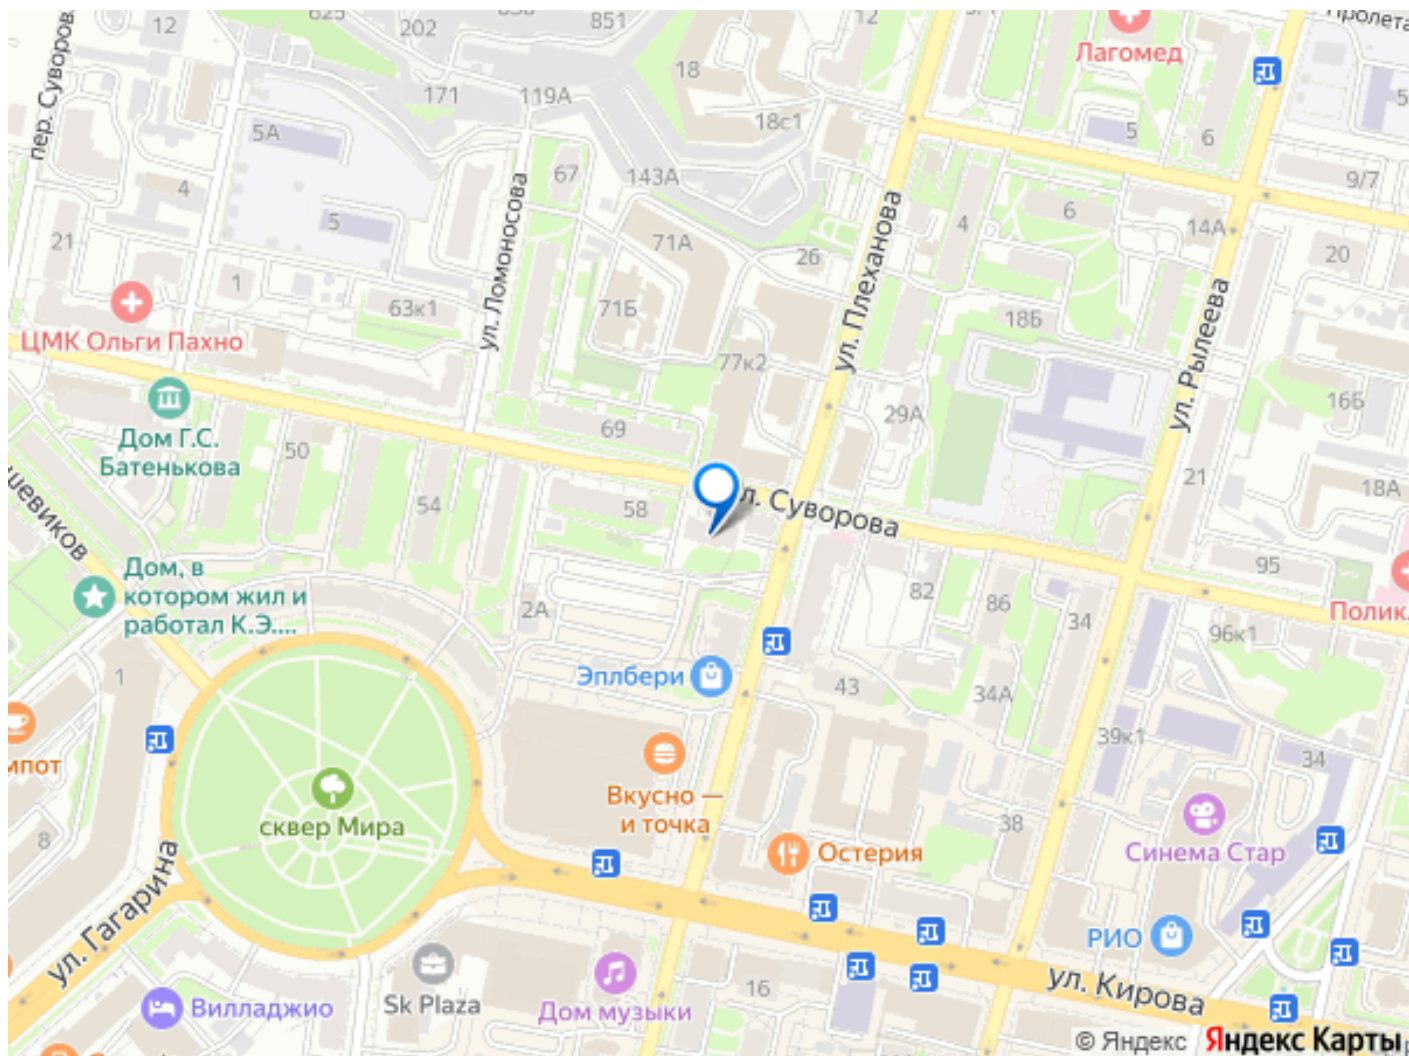 625
202
851
12
12
пер. Суворова
171
119А
18
18с1
Лагомед
5А
5
6
67
143А
4
5
9/7
ул. Ломоносова
ул. Плеханова
4
6
14А
21
71А
26
20
1
63к1
71Б
18Б
ул. Рылеева
ЦМК Ольги Пахно
77к2
16Б
29А
Дом Г.С.
Батенькова
50
69
21
18А
54
58
ул. Суворова
95
Дом, в
котором жил и
работал К.Э....
2А
82
86
34
96к1
Эплбери
1
43
34А
39к1
34
Вкусно —
и точка
сквер Мира
8
38
Остерия
Синема Стар
ул. Гагарина
РИО
Sk Plaza
Вилладжио
Дом музыки
16
ул. Кирова
© Яндекс Яндекс Карты